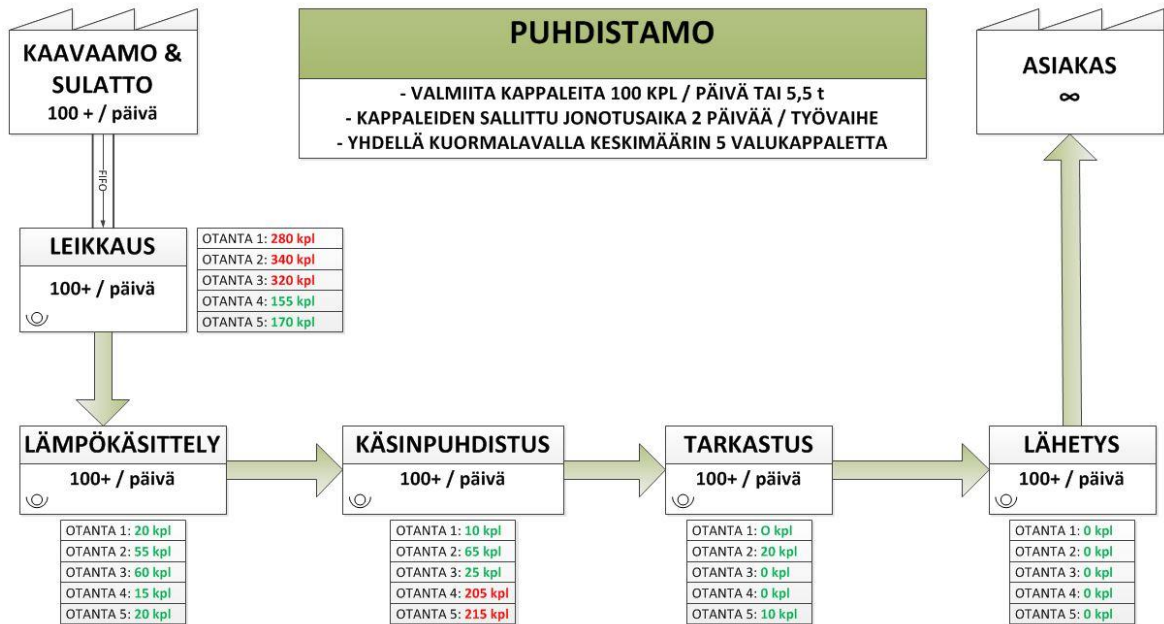 KAAVAAMO &
SULATTO
100 + / päivä
PUHDISTAMO
- VALMIITA KAPPALEITA 100 KPL / PÄIVÄ TAI 5,5 t
- KAPPALEIDEN SALLITTU JONOTUSAIKA 2 PÄIVÄÄ / TYÖVAIHE
- YHDELLÄ KUORMALAVALLA KESKIMÄÄRIN 5 VALUKAPPALETTA
ASIAKAS
∞
FIFO
LEIKKAUS
100+ / päivä
OTANTA 1: 280 kpl
OTANTA 2: 340 kpl
OTANTA 3: 320 kpl
OTANTA 4: 155 kpl
OTANTA 5: 170 kpl
LÄMPÖKÄSITTELY
100+ / päivä
OTANTA 1: 20 kpl
OTANTA 2: 55 kpl
OTANTA 3: 60 kpl
OTANTA 4: 15 kpl
OTANTA 5: 20 kpl
KÄSINPUHDISTUS
100+ / päivä
OTANTA 1: 10 kpl
OTANTA 2: 65 kpl
OTANTA 3: 25 kpl
OTANTA 4: 205 kpl
OTANTA 5: 215 kpl
TARKASTUS
100+ / päivä
OTANTA 1: O kpl
OTANTA 2: 20 kpl
OTANTA 3: 0 kpl
OTANTA 4: 0 kpl
OTANTA 5: 10 kpl
LÄHETYS
100+ / päivä
OTANTA 1: 0 kpl
OTANTA 2: 0 kpl
OTANTA 3: 0 kpl
OTANTA 4: 0 kpl
OTANTA 5: 0 kpl